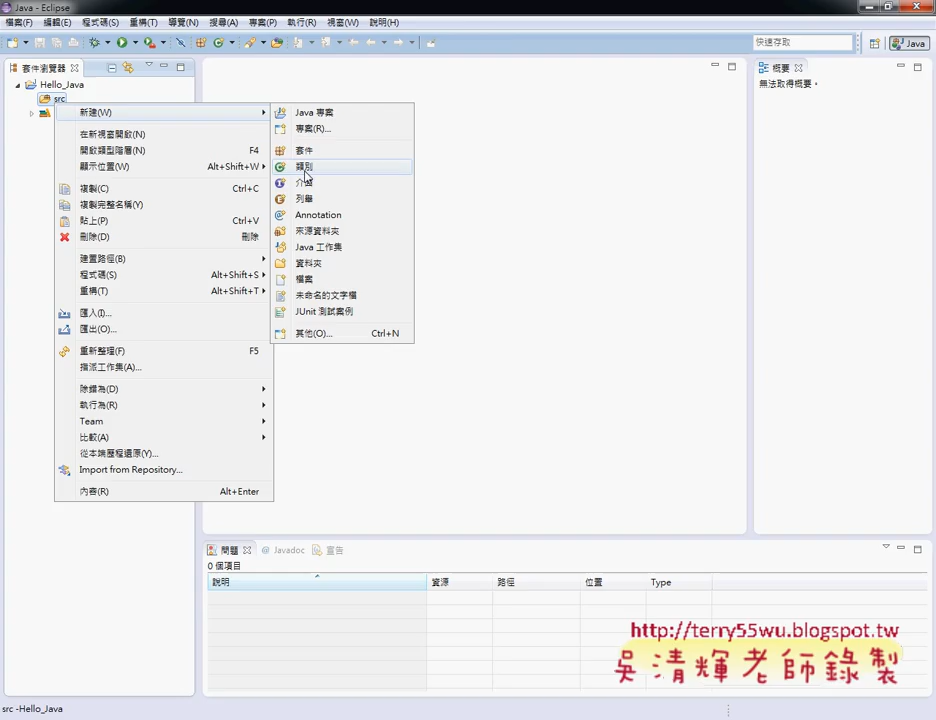 Java - Eclipse
檔案(F) 編輯(E) 程式碼(S) 重構(T) 導覽(N) 搜尋(A) 專案(P) 執行(R) 視窗(W) 說明(H)
快速存取
Java
套件瀏覽器
Hello_Java
src
新建(W)
在新視窗開啟(N)
開啟類型階層(N) F4
顯示位置(W) Alt+Shift+W
複製(C) Ctrl+C
複製完整名稱(Y)
貼上(P) Ctrl+V
刪除(D) 刪除
建置路徑(B)
程式碼(S) Alt+Shift+S
重構(T) Alt+Shift+T
匯入(I)...
匯出(O)...
重新整理(F) F5
指派工作集(A)...
除錯為(D)
執行為(R)
Team
比較(A)
從本端歷程還原(Y)...
Import from Repository...
內容(R) Alt+Enter
Java 專案
專案(R)...
套件
類別
介面
列舉
Annotation
來源資料夾
Java 工作集
資料夾
檔案
未命名的文字檔
JUnit 測試案例
其他(O)... Ctrl+N
概要
無法取得概要。
問題 @ Javadoc 宣告
0 個項目
說明 資源 路徑 位置 Type
http://terry55wu.blogspot.tw
吳清輝老師錄製
src -Hello_Java